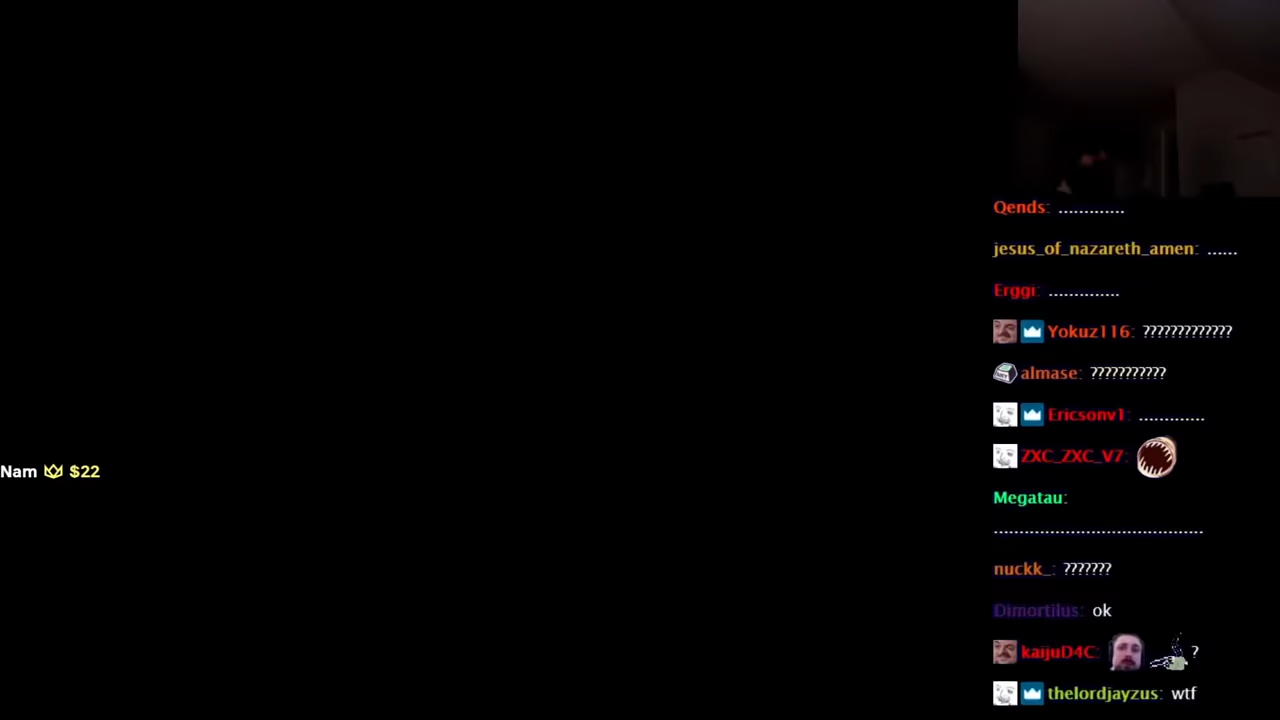 Qends: .............
jesus_of_nazareth_amen: ......
Erggi: ..............
Yokuz116: ?????????????
almase: ???????????
Ericsonv1: .............
ZXC_ZXC_V7:
Nam $22
Megatau:
.........................................
nuckk_: ???????
Dimortilus: ok
kaijuD4C: ?
thelordjayzus: wtf